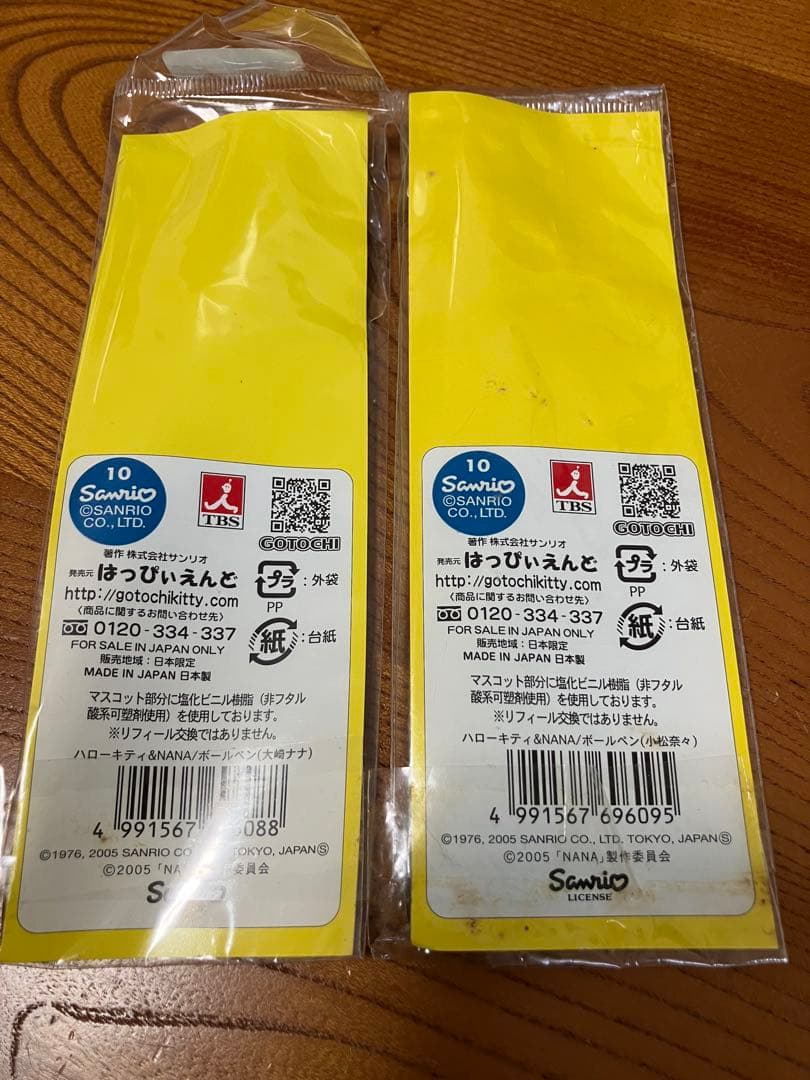 10
Sanrio
©SANRIO
CO.,LTD.
TBS
GOTOCHI
著作 株式会社サンリオ
発売元 はっぴぃえんど
http://gotochikitty.com
〈商品に関するお問い合わせ先〉
0120-334-337
FOR SALE IN JAPAN ONLY
販売地域:日本限定
MADE IN JAPAN 日本製
プラ :外袋
PP
紙 :台紙
マスコット部分に塩化ビニル樹脂(非フタル
酸系可塑剤使用)を使用しております。
※リフィール交換ではありません。
ハローキティ&NANA/ボールペン(大崎ナナ)
4 991567 088
©1976, 2005 SANRIO CO., TOKYO, JAPANⓈ
©2005「NANA 委員会
10
Sanrio
©SANRIO
CO.,LTD.
TBS
GOTOCHI
著作 株式会社サンリオ
発売元 はっぴぃえんど
http://gotochikitty.com
〈商品に関するお問い合わせ先〉
0120-334-337
FOR SALE IN JAPAN ONLY
販売地域:日本限定
MADE IN JAPAN 日本製
プラ :外袋
PP
紙 :台紙
マスコット部分に塩化ビニル樹脂(非フタル
酸系可塑剤使用)を使用しております。
※リフィール交換ではありません。
ハローキティ&NANA/ボールペン(小松奈々)
4 991567 696095
©1976, 2005 SANRIO CO., LTD. TOKYO, JAPANⓈ
©2005「NANA」製作委員会
Sanrio
LICENSE